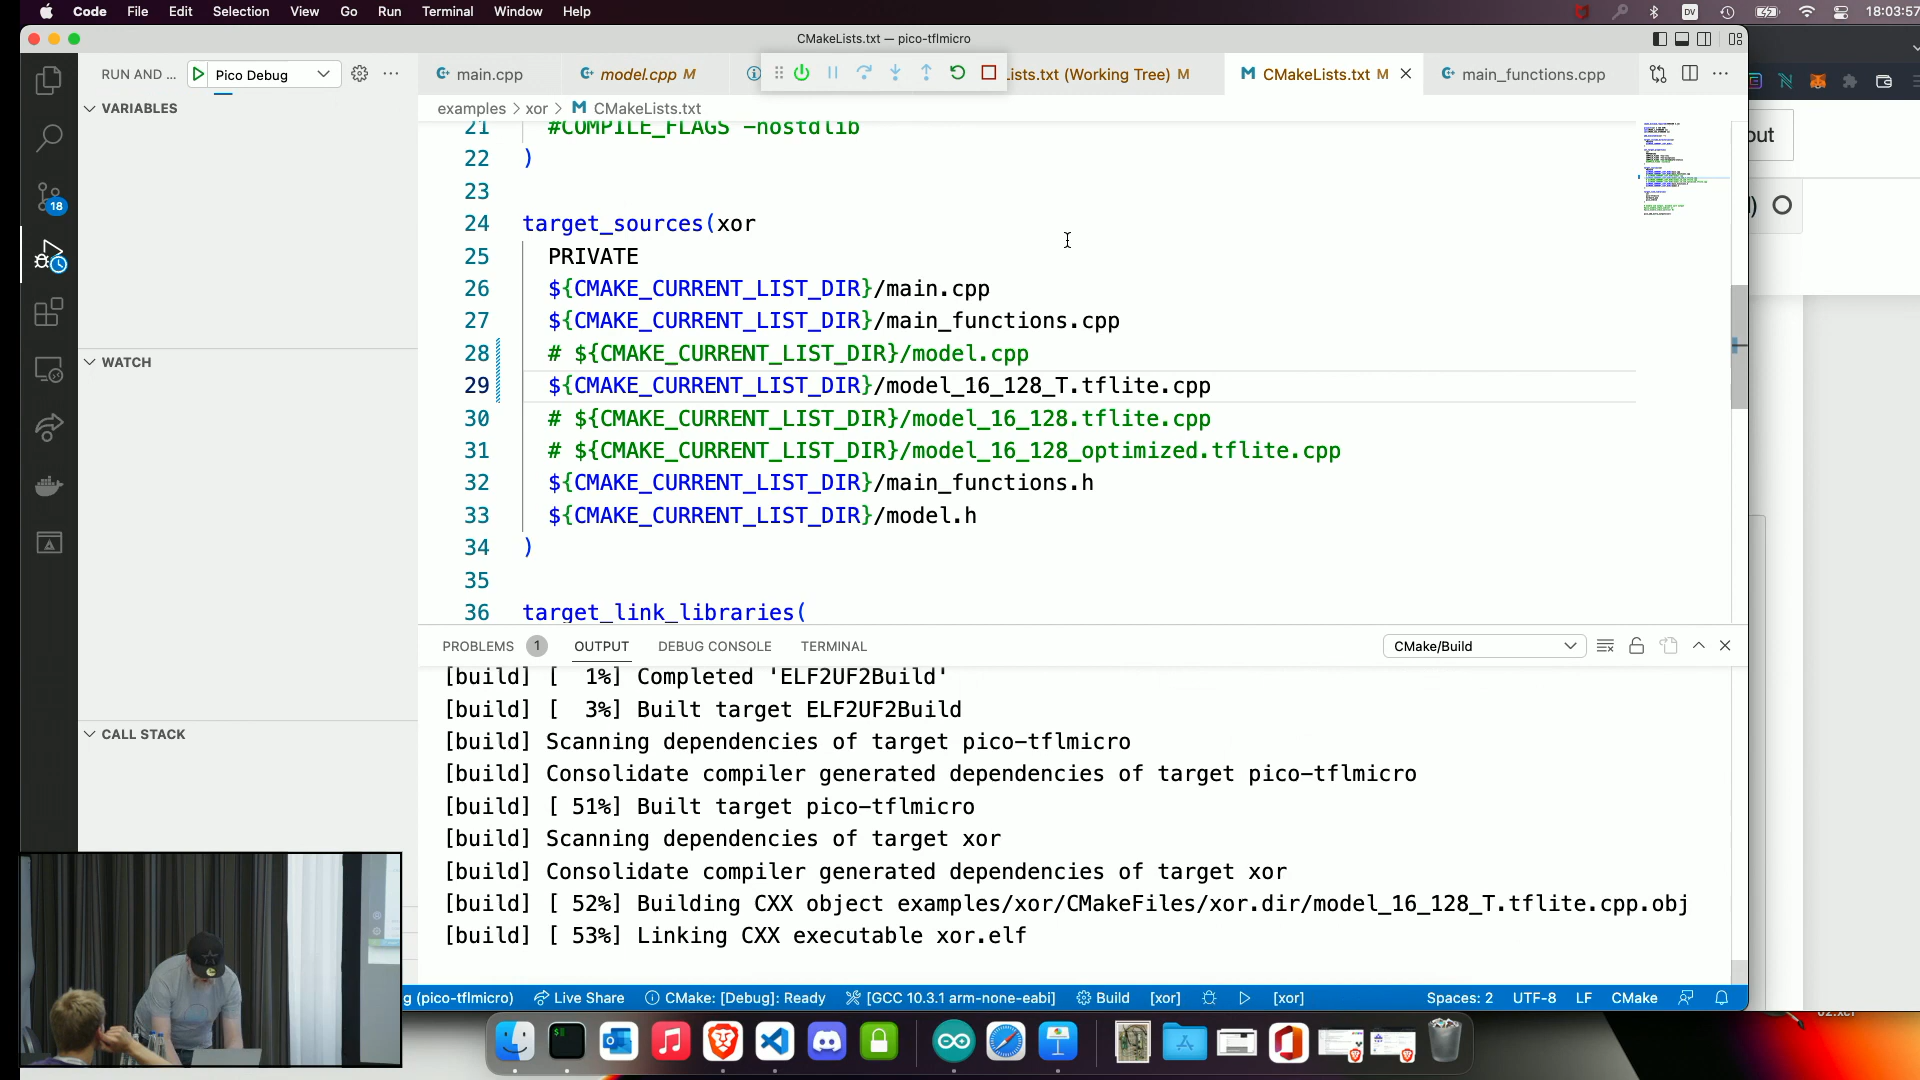 Code File Edit Selection View Go Run Terminal Window Help 18:03:57
CMakeLists.txt — pico-tflmicro
RUN AND ... Pico Debug
main.cpp model.cpp M Lists.txt (Working Tree) M CMakeLists.txt M main_functions.cpp
VARIABLES
examples > xor > CMakeLists.txt
21 #COMPILE_FLAGS -nostdlib
22 )
23
24 target_sources(xor
25 PRIVATE
26 ${CMAKE_CURRENT_LIST_DIR}/main.cpp
27 ${CMAKE_CURRENT_LIST_DIR}/main_functions.cpp
28 # ${CMAKE_CURRENT_LIST_DIR}/model.cpp
29 ${CMAKE_CURRENT_LIST_DIR}/model_16_128_T.tflite.cpp
30 # ${CMAKE_CURRENT_LIST_DIR}/model_16_128.tflite.cpp
31 # ${CMAKE_CURRENT_LIST_DIR}/model_16_128_optimized.tflite.cpp
32 ${CMAKE_CURRENT_LIST_DIR}/main_functions.h
33 ${CMAKE_CURRENT_LIST_DIR}/model.h
34 )
35
36 target_link_libraries(
18
WATCH
CALL STACK
out
PROBLEMS 1 OUTPUT DEBUG CONSOLE TERMINAL CMake/Build
[build] [ 1%] Completed 'ELF2UF2Build'
[build] [ 3%] Built target ELF2UF2Build
[build] Scanning dependencies of target pico-tflmicro
[build] Consolidate compiler generated dependencies of target pico-tflmicro
[build] [ 51%] Built target pico-tflmicro
[build] Scanning dependencies of target xor
[build] Consolidate compiler generated dependencies of target xor
[build] [ 52%] Building CXX object examples/xor/CMakeFiles/xor.dir/model_16_128_T.tflite.cpp.obj
[build] [ 53%] Linking CXX executable xor.elf
g (pico-tflmicro) Live Share CMake: [Debug]: Ready [GCC 10.3.1 arm-none-eabi] Build [xor] [xor] Spaces: 2 UTF-8 LF CMake